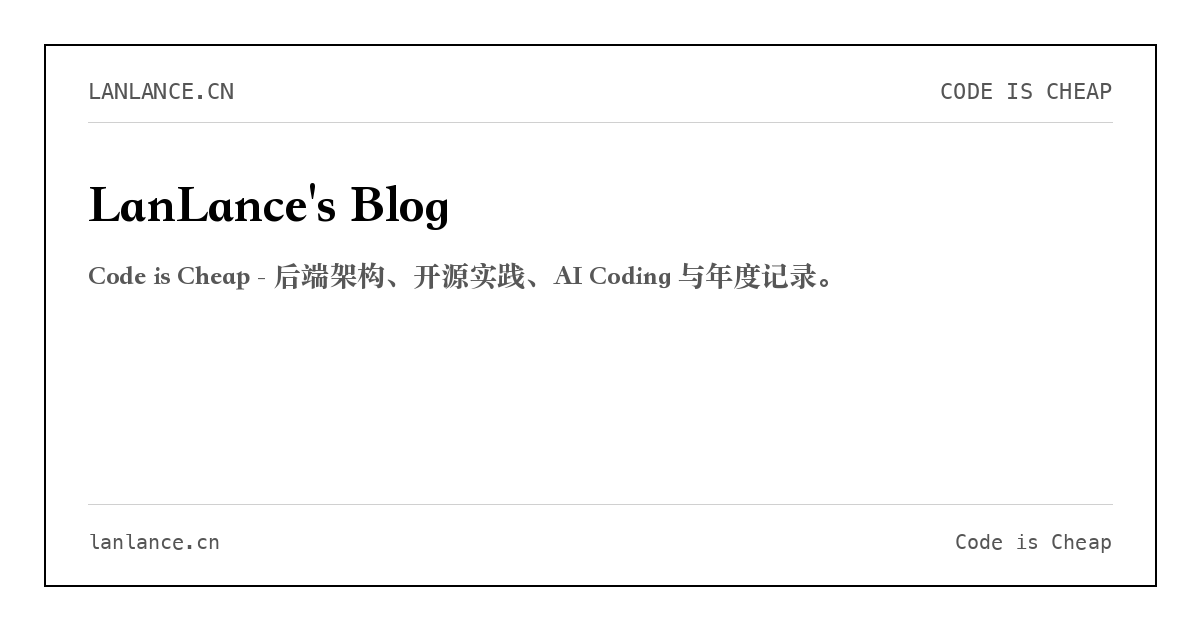 LANLANCE.CN
CODE IS CHEAP
LanLance's Blog
Code is Cheap - 后端架构、开源实践、AI Coding 与年度记录。
lanlance.cn
Code is Cheap